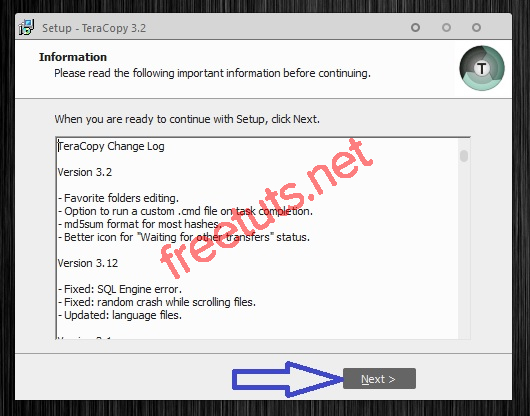 Setup - TeraCopy 3.2
Information
Please read the following important information before continuing.
T
When you are ready to continue with Setup, click Next.
TeraCopy Change Log
Version 3.2
- Favorite folders editing.
- Option to run a custom .cmd file on task completion.
- md5sum format for most hashes.
- Better icon for "Waiting for other transfers" status.
Version 3.12
- Fixed: SQL Engine error.
- Fixed: random crash while scrolling files.
- Updated: language files.
freetuts.net
Next >